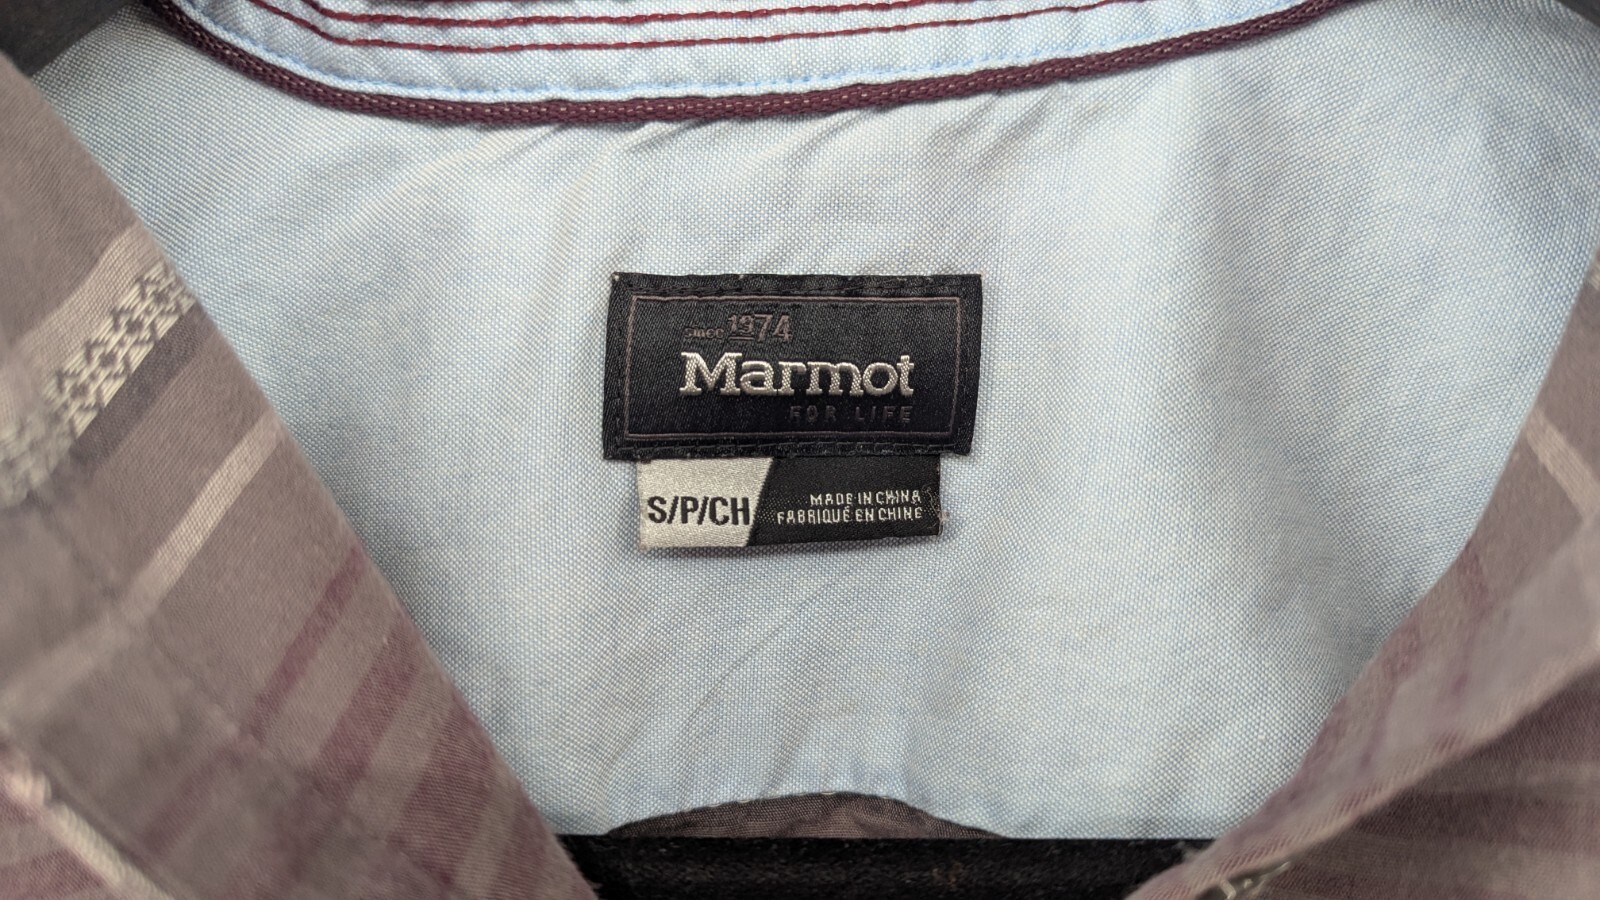 since 1974
Marmot
FOR LIFE
S/P/CH
MADE IN CHINA
FABRIQUÉ EN CHINE